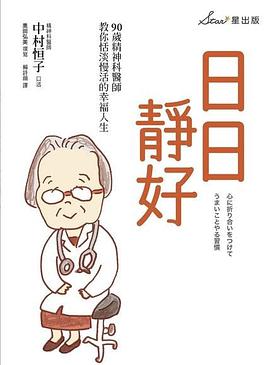 Star 星出版
日日靜好
心に折り合いをつけて
うまいことやる習慣
90歲精神科醫師
教你恬淡慢活的幸福人生
精神科醫師
中村恒子 口述
奧田弘美 撰寫